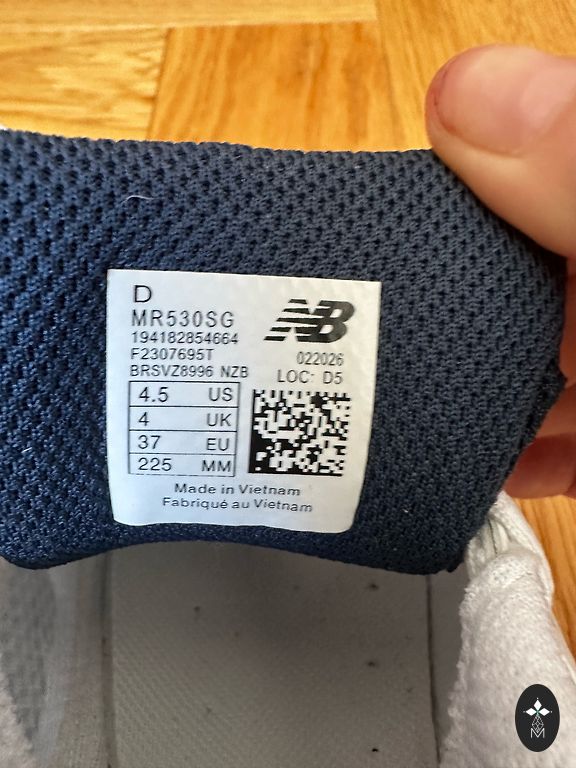 D
MR530SG
194182854664
F2307695T
BRSVZ8996 NZB
NB
022026
LOC: D5
4.5 US
4 UK
37 EU
225 MM
Made in Vietnam
Fabriqué au Vietnam
M